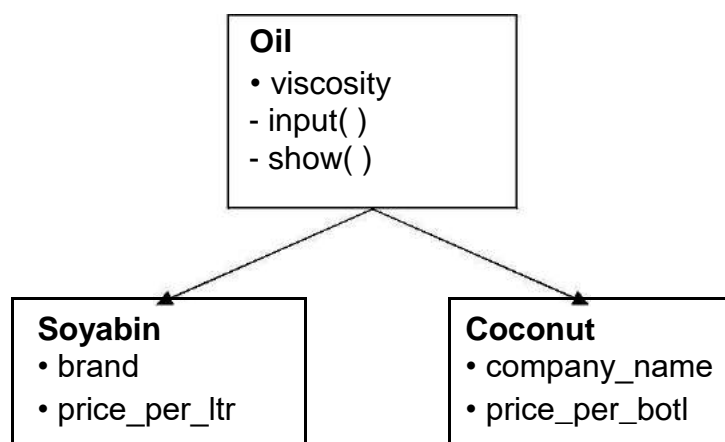 Oil
• viscosity
- input( )
- show( )
Soyabin
• brand
• price_per_ltr
Coconut
• company_name
• price_per_botl